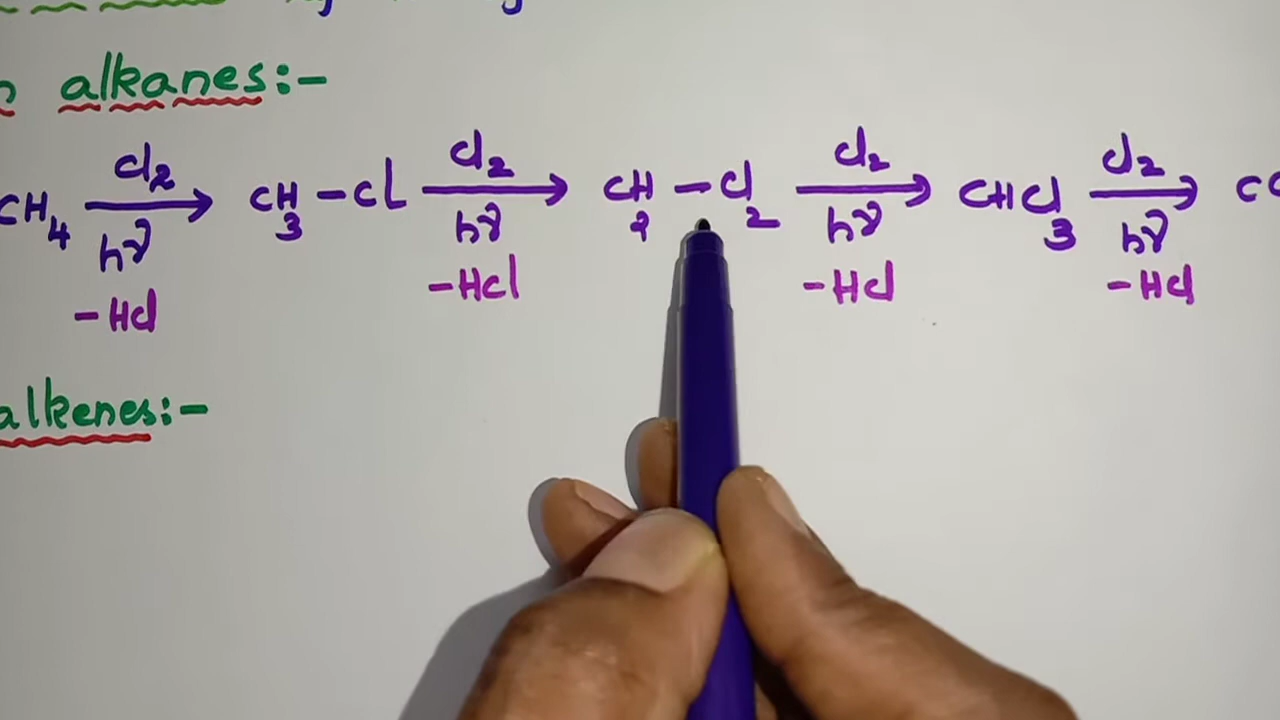 alkanes:-
Cl2 Cl2 Cl2 Cl2
CH4 → CH3-Cl → CH2-Cl2 → CHCl3 →
hν hν hν hν
-HCl -HCl -HCl -HCl
alkenes:-